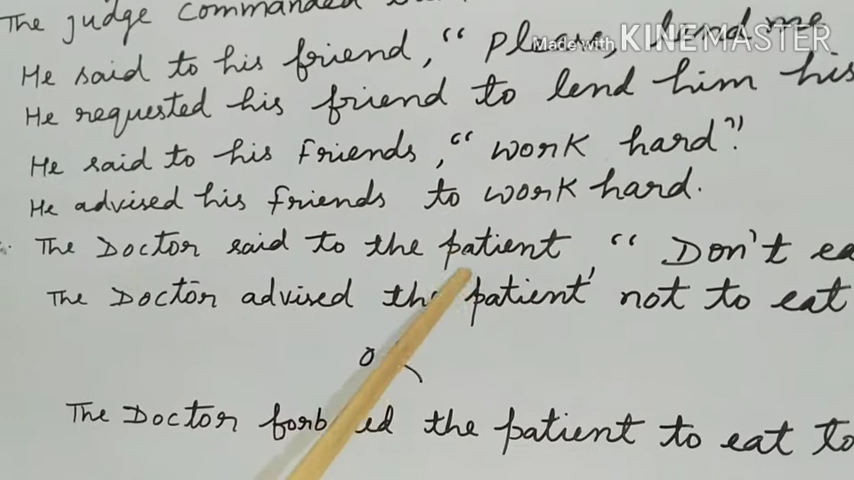 The judge commanded
He said to his friend, “ Please, lend me
Made with KINEMASTER
He requested his friend to lend him his
He said to his Friends, “ work hard”.
He advised his friends to work hard.
The Doctor said to the patient “ Don't ea
The Doctor advised the patient' not to eat
The Doctor forb ed the patient to eat to